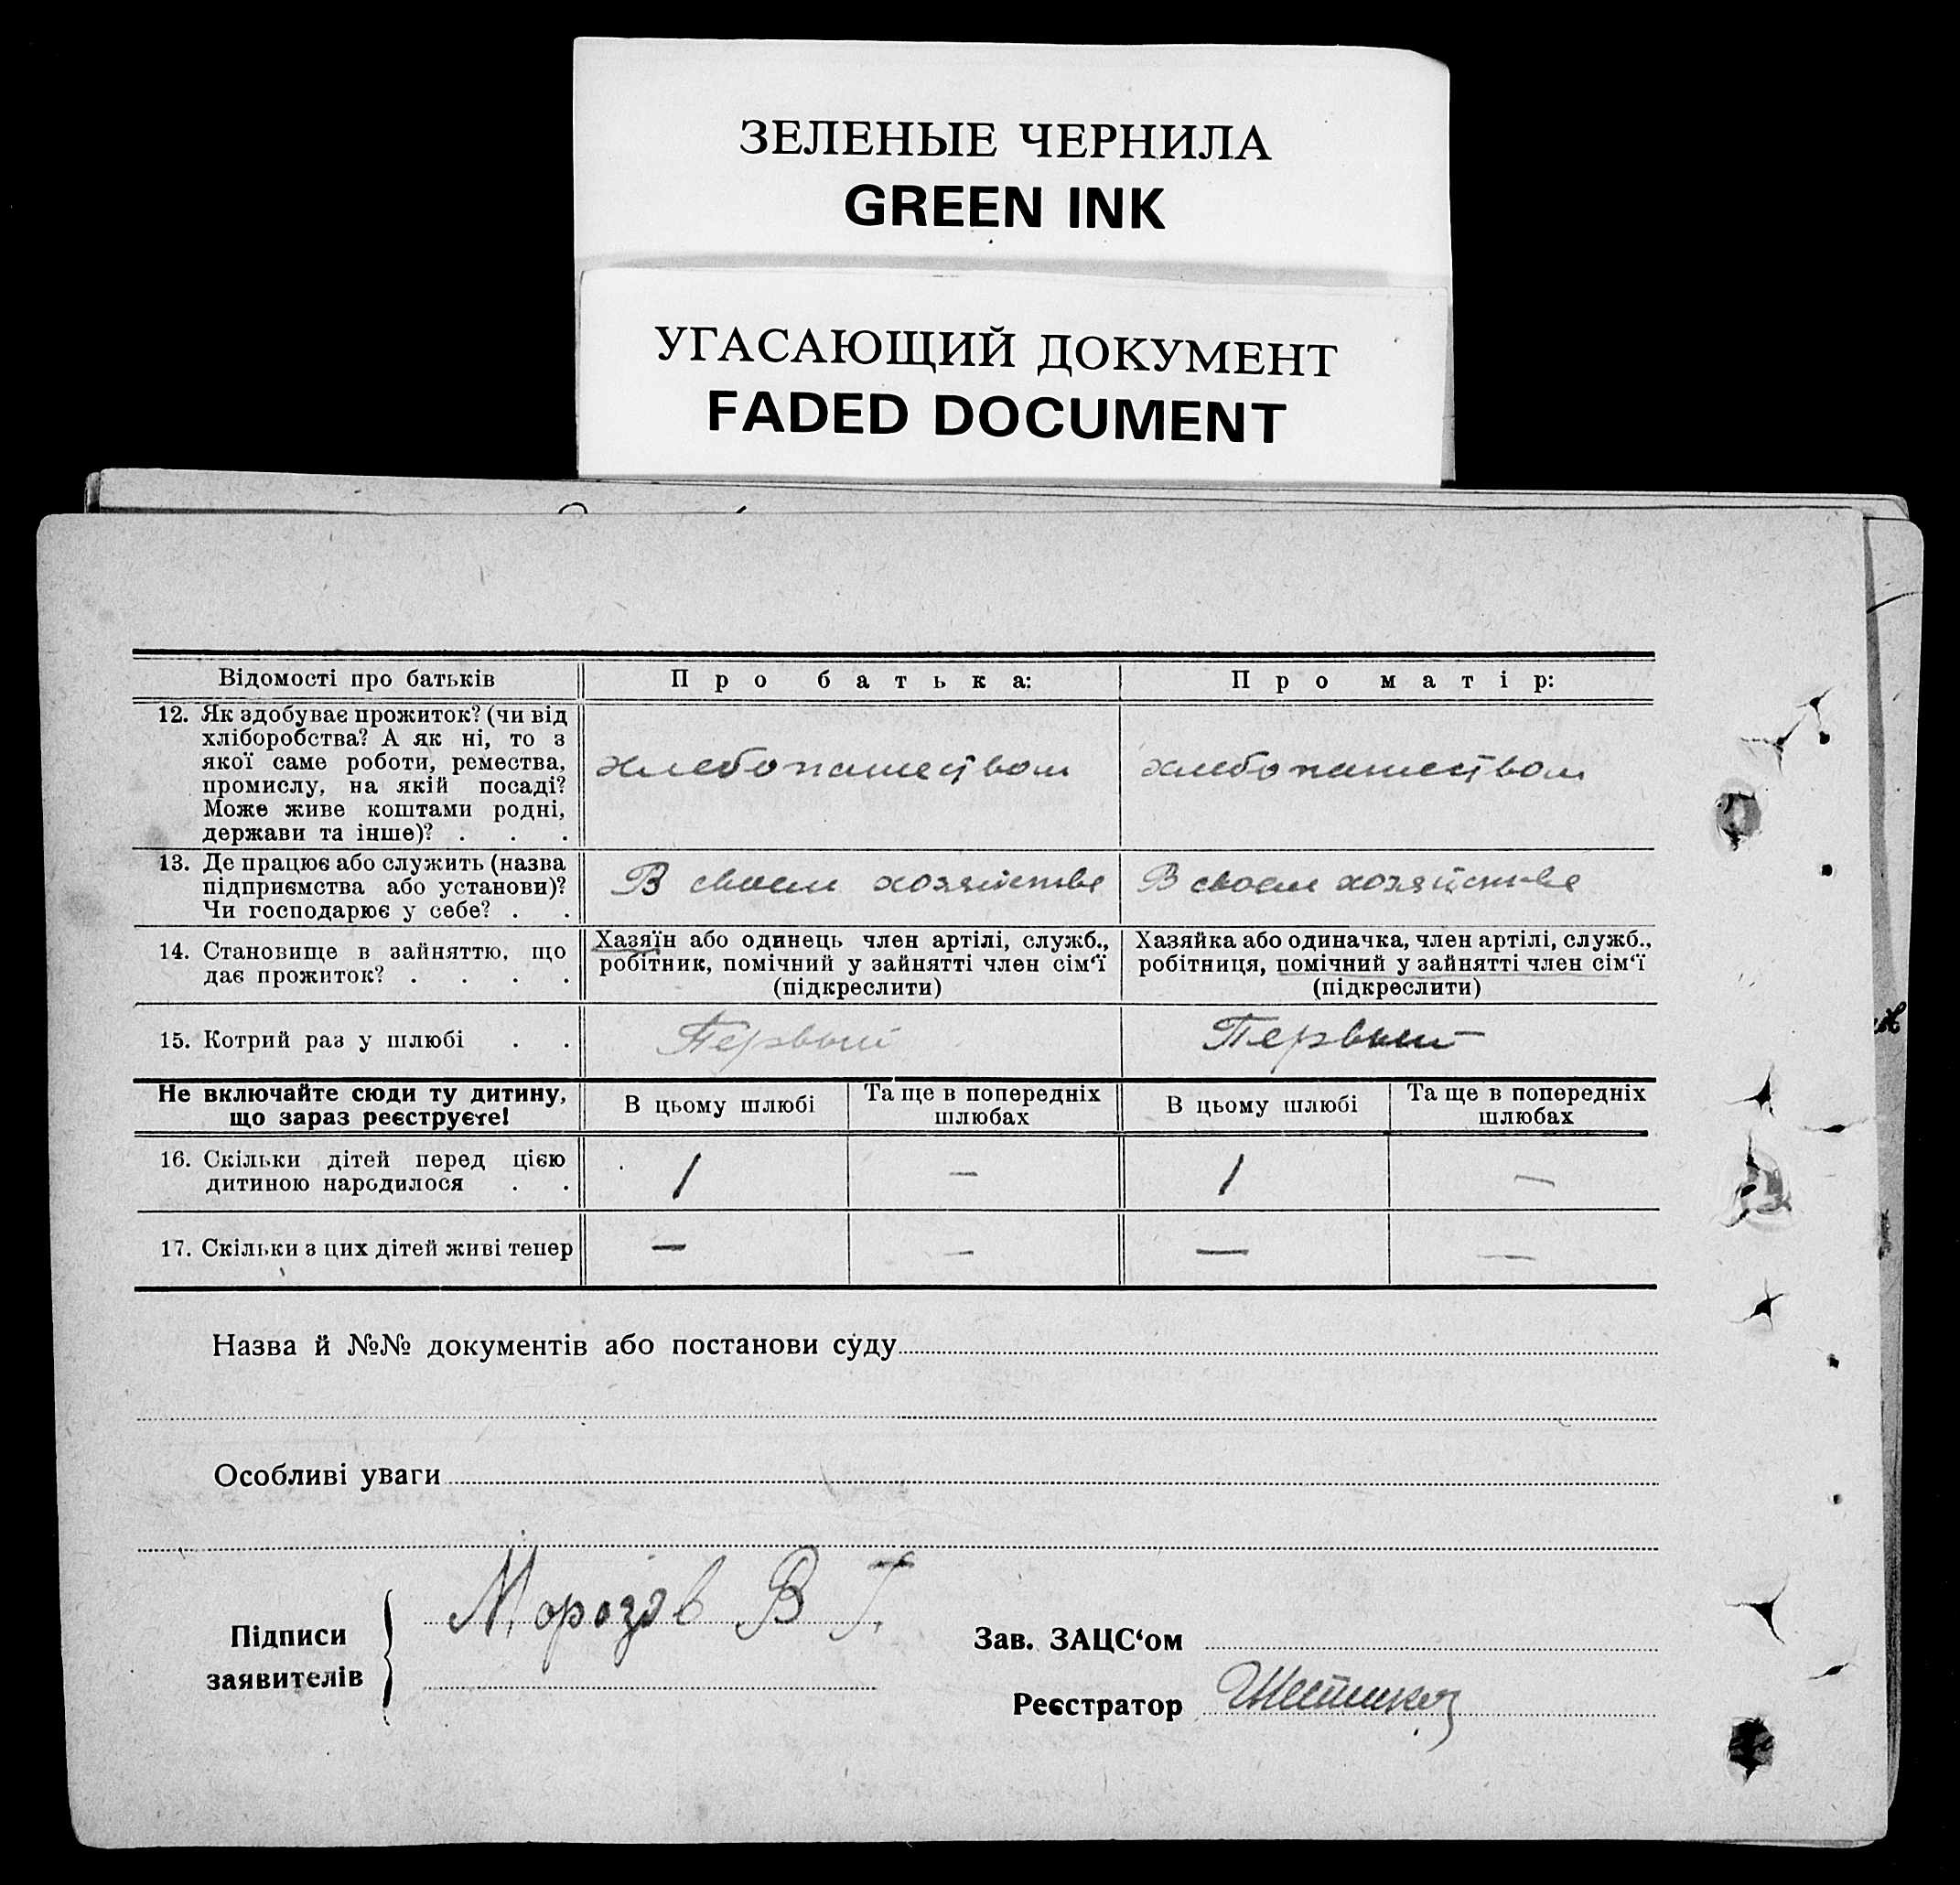 ЗЕЛЕНЫЕ ЧЕРНИЛА
GREEN INK
УГАСАЮЩИЙ ДОКУМЕНТ
FADED DOCUMENT
Відомості про батьків
Про батька:
Про матір:
12. Як здобуває прожиток? (чи від
хліборобства? А як ні, то з
якої саме роботи, ремества,
промислу, на якій посаді?
Може живе коштами родні,
держави та інше)? . . .
хлебопашеством
хлебопашеством
13. Де працює або служить (назва
підприємства або установи)?
Чи господарює у себе? . .
В своем хозяйстве
В своем хозяйстве
14. Становище в зайняттю, що
дає прожиток? . . . .
Хазяїн або одинець член артілі, служб.,
робітник, помічний у зайнятті член сім‘ї
(підкреслити)
Хазяйка або одиначка, член артілі, служб.,
робітниця, помічний у зайнятті член сім‘ї
(підкреслити)
15. Котрий раз у шлюбі . .
Первый
Первый
Не включайте сюди ту дитину,
що зараз реєструєте!
В цьому шлюбі
Та ще в попередніх
шлюбах
В цьому шлюбі
Та ще в попередніх
шлюбах
16. Скільки дітей перед цією
дитиною народилося . .
1
—
1
—
17. Скільки з цих дітей живі тепер
—
—
—
—
Назва й №№ документів або постанови суду
Особливі уваги
Підписи
заявителів
Морозов В Г.
Зав. ЗАЦС‘ом
Реєстратор